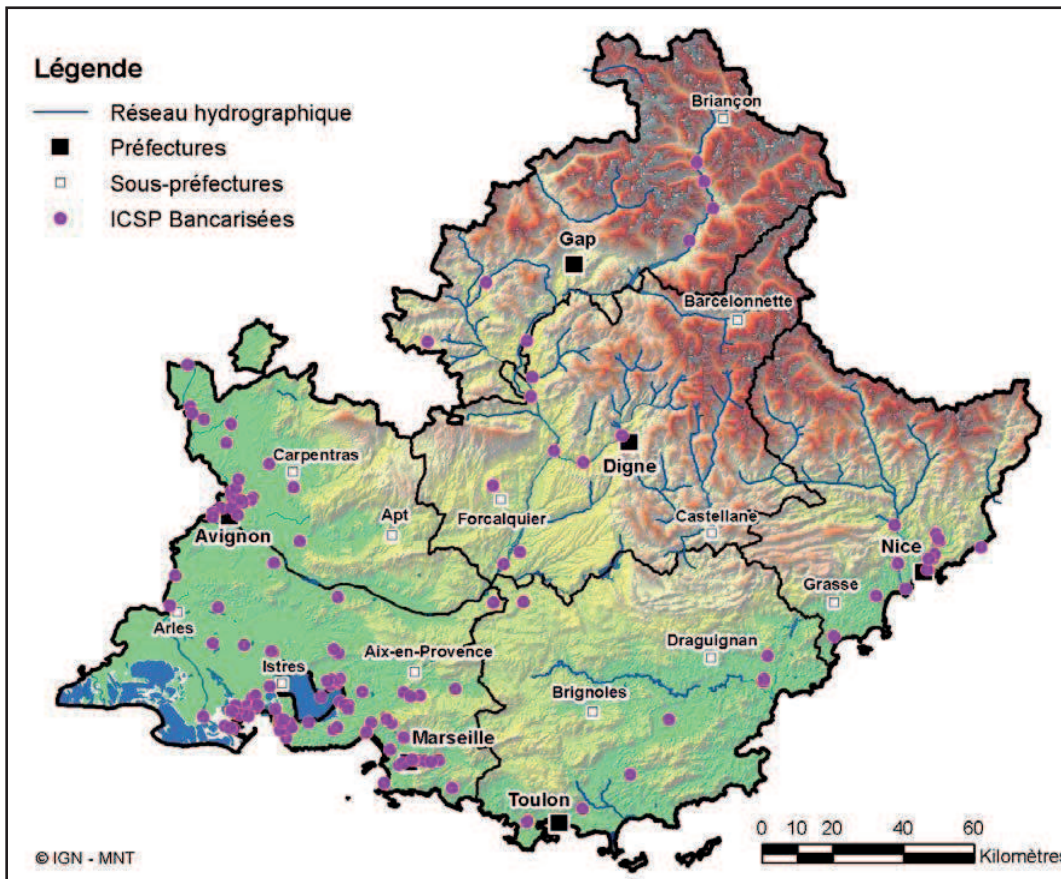 Légende
Réseau hydrographique
Préfectures
Sous-préfectures
ICSP Bancarisées
Briançon
Gap
Barcelonnette
Carpentras
Digne
Forcalquier
Apt
Castellane
Avignon
Nice
Grasse
Arles
Draguignan
Aix-en-Provence
Istres
Brignoles
Marseille
Toulon
0 10 20 40 60
Kilomètres
© IGN - MNT